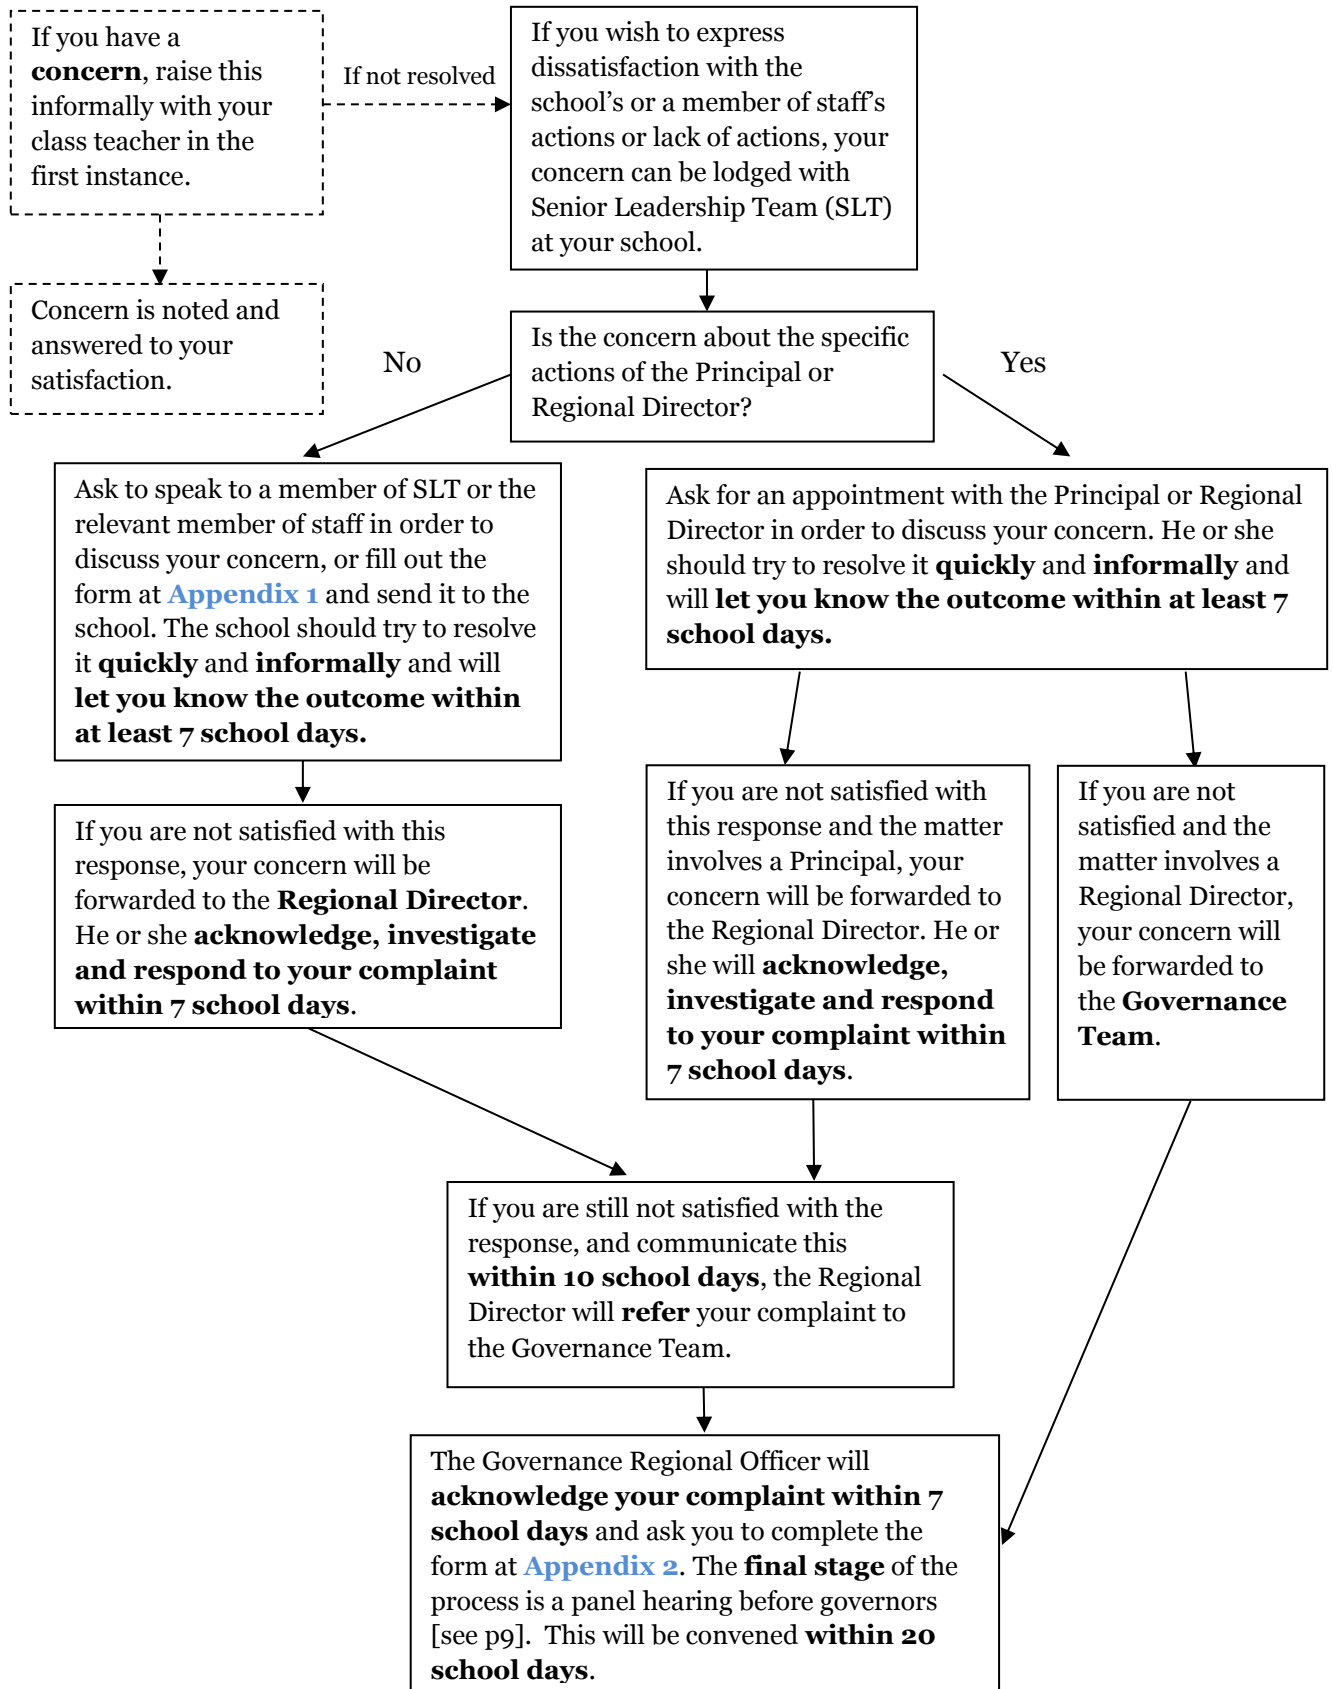 If you have a
concern, raise this
informally with your
class teacher in the
first instance.
If not resolved
If you wish to express
dissatisfaction with the
school’s or a member of staff’s
actions or lack of actions, your
concern can be lodged with
Senior Leadership Team (SLT)
at your school.
Concern is noted and
answered to your
satisfaction.
No
Is the concern about the specific
actions of the Principal or
Regional Director?
Yes
Ask to speak to a member of SLT or the
relevant member of staff in order to
discuss your concern, or fill out the
form at Appendix 1 and send it to the
school. The school should try to resolve
it quickly and informally and will
let you know the outcome within
at least 7 school days.
Ask for an appointment with the Principal or Regional
Director in order to discuss your concern. He or she
should try to resolve it quickly and informally and
will let you know the outcome within at least 7
school days.
If you are not satisfied with this
response, your concern will be
forwarded to the Regional Director.
He or she acknowledge, investigate
and respond to your complaint
within 7 school days.
If you are not satisfied with
this response and the matter
involves a Principal, your
concern will be forwarded to
the Regional Director. He or
she will acknowledge,
investigate and respond
to your complaint within
7 school days.
If you are not
satisfied and the
matter involves a
Regional Director,
your concern will
be forwarded to
the Governance
Team.
If you are still not satisfied with the
response, and communicate this
within 10 school days, the Regional
Director will refer your complaint to
the Governance Team.
The Governance Regional Officer will
acknowledge your complaint within 7
school days and ask you to complete the
form at Appendix 2. The final stage of the
process is a panel hearing before governors
[see p9].  This will be convened within 20
school days.